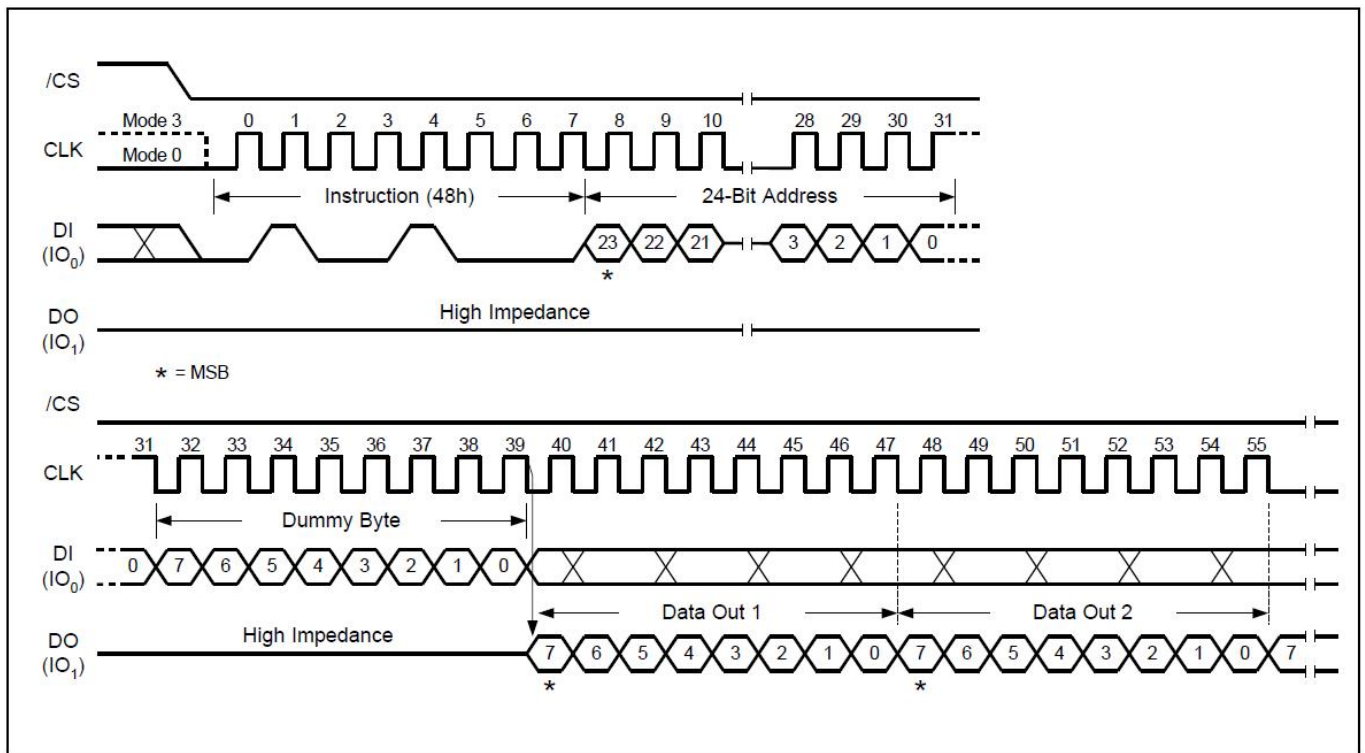 /CS
Mode 3 0 1 2 3 4 5 6 7 8 9 10 28 29 30 31
CLK
Mode 0
Instruction (48h) 24-Bit Address
DI
(IO0) 23 22 21 3 2 1 0
*
DO High Impedance
(IO1)
* = MSB
/CS
31 32 33 34 35 36 37 38 39 40 41 42 43 44 45 46 47 48 49 50 51 52 53 54 55
CLK
Dummy Byte
DI
(IO0) 0 7 6 5 4 3 2 1 0
Data Out 1 Data Out 2
DO High Impedance
(IO1) 7 6 5 4 3 2 1 0 7 6 5 4 3 2 1 0 7
* *